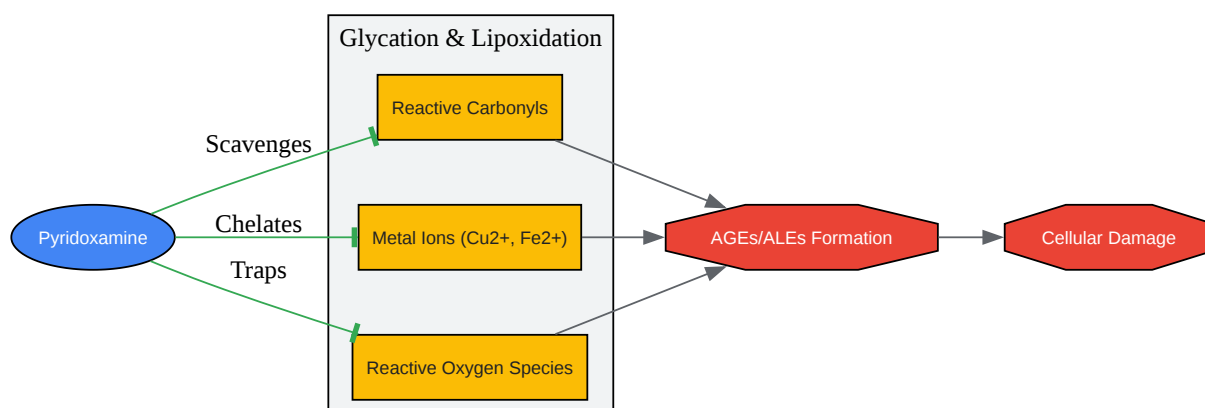 Glycation & Lipoxidation
Reactive Carbonyls
Scavenges
Chelates
Pyridoxamine
Metal Ions (Cu2+, Fe2+)
AGEs/ALEs Formation
Cellular Damage
Traps
Reactive Oxygen Species